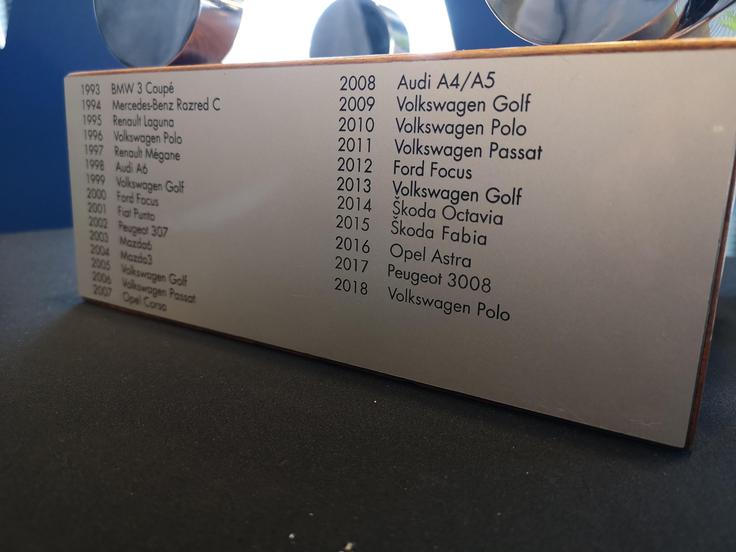 1993 BMW 3 Coupé
1994 Mercedes-Benz Razred C
1995 Renault Laguna
1996 Volkswagen Polo
1997 Renault Mégane
1998 Audi A6
1999 Volkswagen Golf
2000 Ford Focus
2001 Fiat Punto
2002 Peugeot 307
2003 Mazda6
2004 Mazda3
2005 Volkswagen Golf
2006 Volkswagen Passat
2007 Opel Corsa
2008 Audi A4/A5
2009 Volkswagen Golf
2010 Volkswagen Polo
2011 Volkswagen Passat
2012 Ford Focus
2013 Volkswagen Golf
2014 Škoda Octavia
2015 Škoda Fabia
2016 Opel Astra
2017 Peugeot 3008
2018 Volkswagen Polo